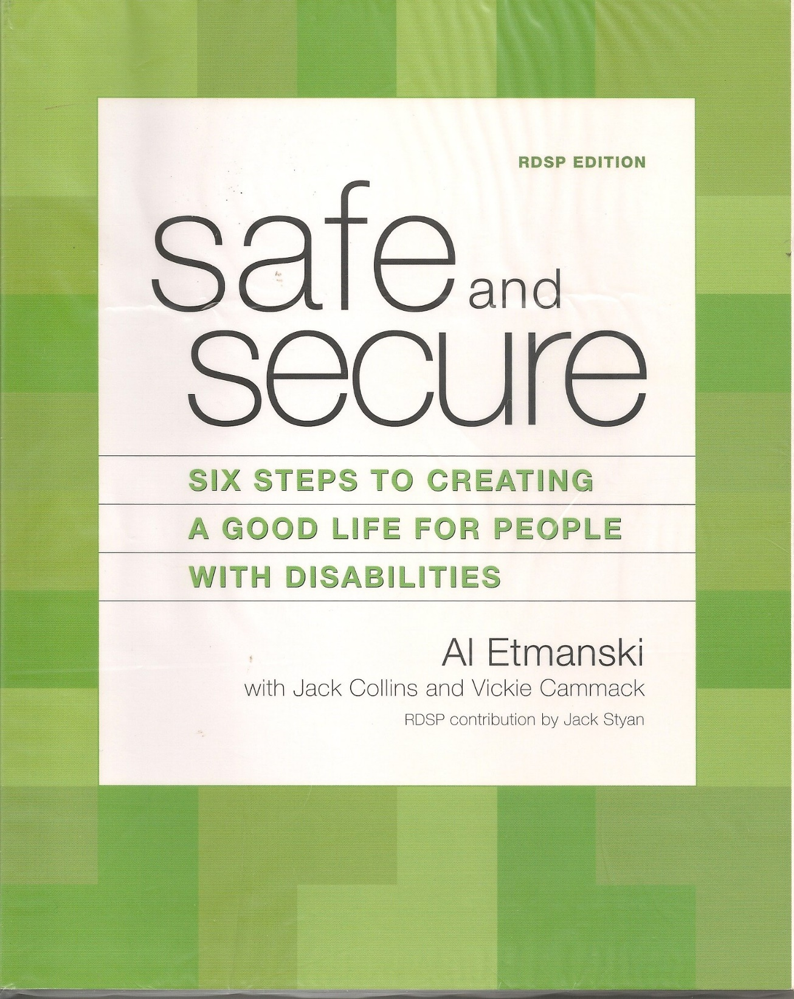 RDSP EDITION
safe and
secure
SIX STEPS TO CREATING
A GOOD LIFE FOR PEOPLE
WITH DISABILITIES
Al Etmanski
with Jack Collins and Vickie Cammack
RDSP contribution by Jack Styan